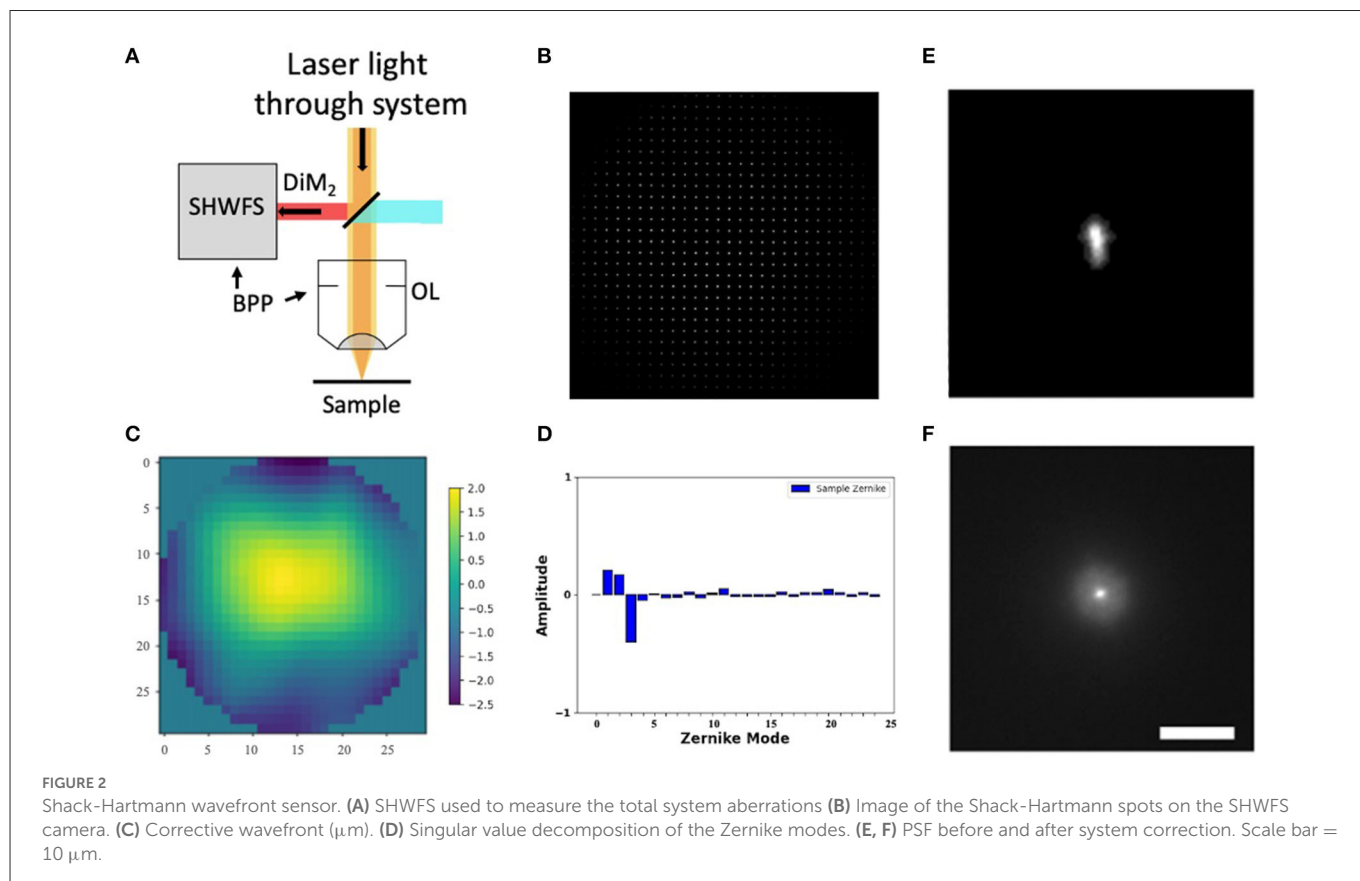 A
Laser light
through system
SHWFS
DiM₂
BPP
OL
Sample
B
E
C
0
5
10
15
20
25
0 5 10 15 20 25
2.0
1.5
1.0
0.5
0.0
−0.5
−1.0
−1.5
−2.0
−2.5
D
Sample Zernike
1
0
−1
Amplitude
0 5 10 15 20 25
Zernike Mode
F
FIGURE 2
Shack-Hartmann wavefront sensor. (A) SHWFS used to measure the total system aberrations (B) Image of the Shack-Hartmann spots on the SHWFS
camera. (C) Corrective wavefront (μm). (D) Singular value decomposition of the Zernike modes. (E, F) PSF before and after system correction. Scale bar =
10 μm.